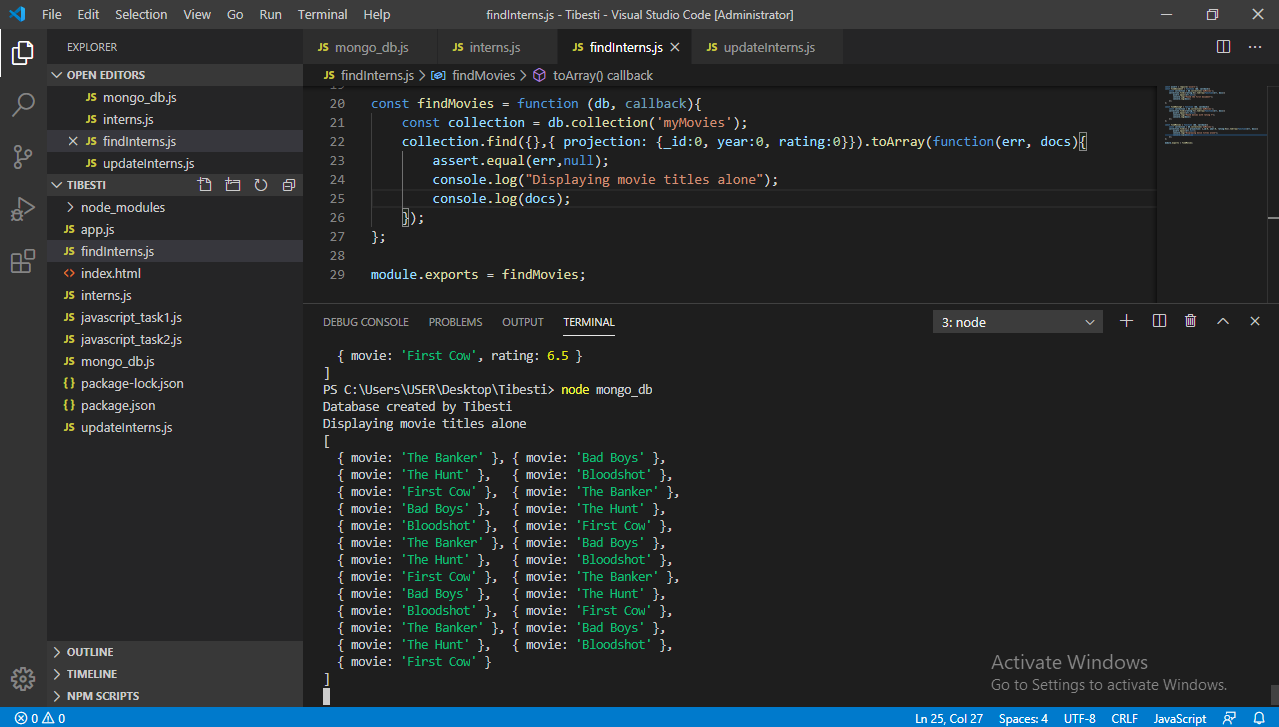 File Edit Selection View Go Run Terminal Help findInterns.js - Tibesti - Visual Studio Code [Administrator]
EXPLORER
OPEN EDITORS
JS mongo_db.js
JS interns.js
JS findInterns.js
JS updateInterns.js
TIBESTI
node_modules
JS app.js
JS findInterns.js
<> index.html
JS interns.js
JS javascript_task1.js
JS javascript_task2.js
JS mongo_db.js
{} package-lock.json
{} package.json
JS updateInterns.js
OUTLINE
TIMELINE
NPM SCRIPTS
JS mongo_db.js JS interns.js JS findInterns.js JS updateInterns.js
JS findInterns.js > findMovies > toArray() callback
20 const findMovies = function (db, callback){
21 const collection = db.collection('myMovies');
22 collection.find({},{ projection: {_id:0, year:0, rating:0}}).toArray(function(err, docs){
23 assert.equal(err,null);
24 console.log("Displaying movie titles alone");
25 console.log(docs);
26 });
27 };
28
29 module.exports = findMovies;
DEBUG CONSOLE PROBLEMS OUTPUT TERMINAL 3: node
{ movie: 'First Cow', rating: 6.5 }
]
PS C:\Users\USER\Desktop\Tibesti> node mongo_db
Database created by Tibesti
Displaying movie titles alone
[
{ movie: 'The Banker' }, { movie: 'Bad Boys' },
{ movie: 'The Hunt' }, { movie: 'Bloodshot' },
{ movie: 'First Cow' }, { movie: 'The Banker' },
{ movie: 'Bad Boys' }, { movie: 'The Hunt' },
{ movie: 'Bloodshot' }, { movie: 'First Cow' },
{ movie: 'The Banker' }, { movie: 'Bad Boys' },
{ movie: 'The Hunt' }, { movie: 'Bloodshot' },
{ movie: 'First Cow' }, { movie: 'The Banker' },
{ movie: 'Bad Boys' }, { movie: 'The Hunt' },
{ movie: 'Bloodshot' }, { movie: 'First Cow' },
{ movie: 'The Banker' }, { movie: 'Bad Boys' },
{ movie: 'The Hunt' }, { movie: 'Bloodshot' },
{ movie: 'First Cow' }
]
Activate Windows
Go to Settings to activate Windows.
0 0 Ln 25, Col 27 Spaces: 4 UTF-8 CRLF JavaScript